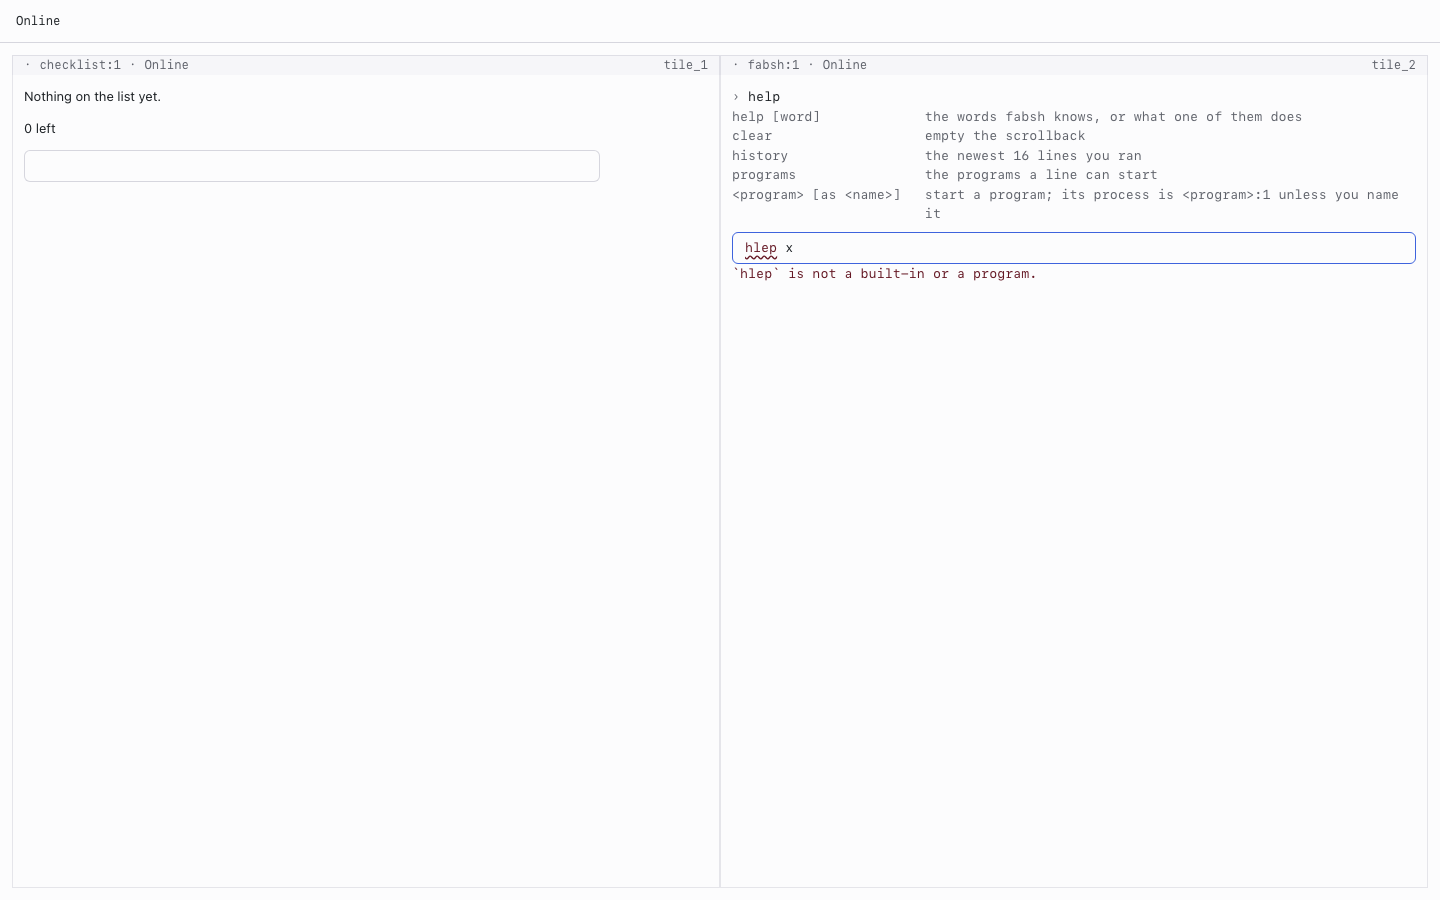 Online
· checklist:1 · Online tile_1
Nothing on the list yet.
0 left
· fabsh:1 · Online tile_2
› help
help [word] the words fabsh knows, or what one of them does
clear empty the scrollback
history the newest 16 lines you ran
programs the programs a line can start
<program> [as <name>] start a program; its process is <program>:1 unless you name
it
hlep x
`hlep` is not a built-in or a program.